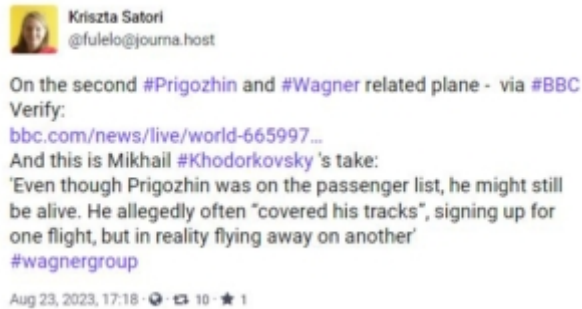 Kriszta Satori
@fulelo@journa.host
On the second #Prigozhin and #Wagner related plane - via #BBC
Verify:
bbc.com/news/live/world-665997...
And this is Mikhail #Khodorkovsky 's take:
'Even though Prigozhin was on the passenger list, he might still
be alive. He allegedly often “covered his tracks”, signing up for
one flight, but in reality flying away on another'
#wagnergroup
Aug 23, 2023, 17:18 · 10 · 1